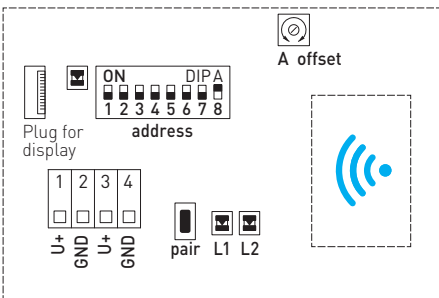 A offset
ON DIP A
1 2 3 4 5 6 7 8
address
Plug for
display
1 2 3 4
U+ GND U+ GND
pair L1 L2